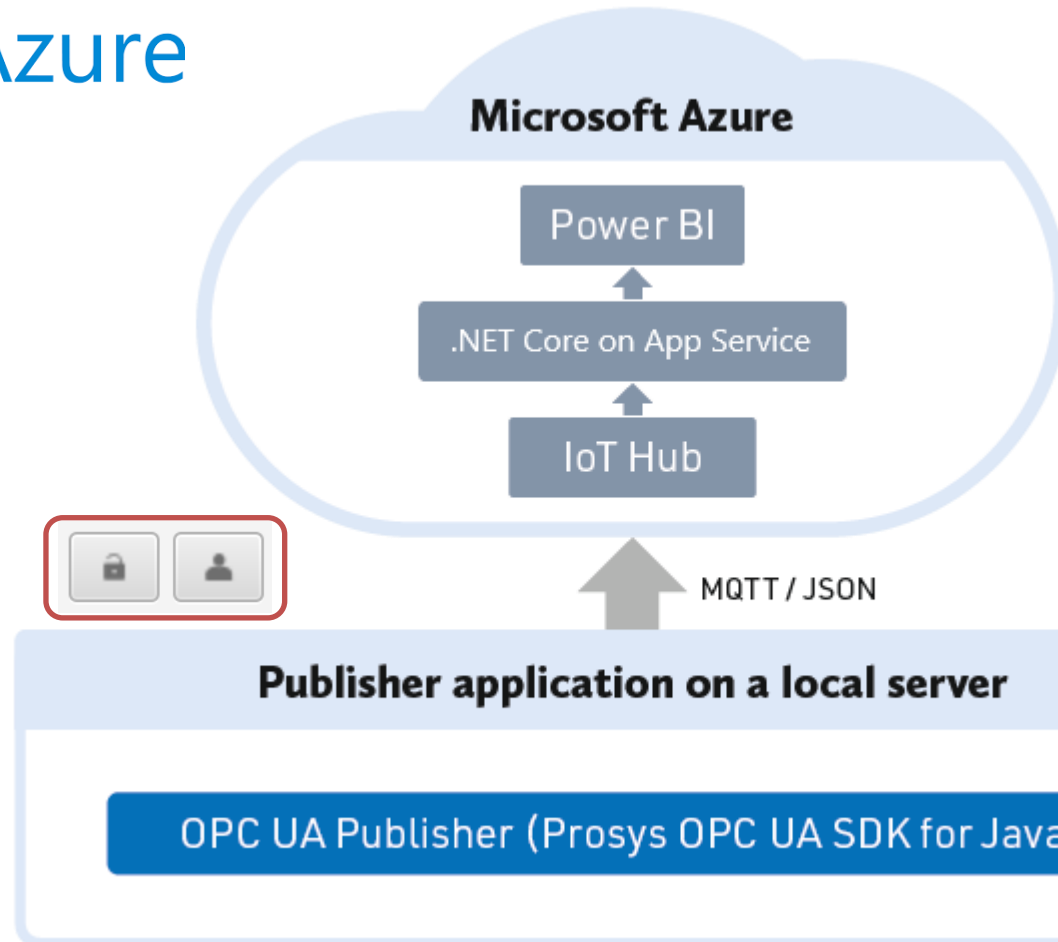 Azure
Microsoft Azure
Power BI
.NET Core on App Service
IoT Hub
MQTT / JSON
Publisher application on a local server
OPC UA Publisher (Prosys OPC UA SDK for Java